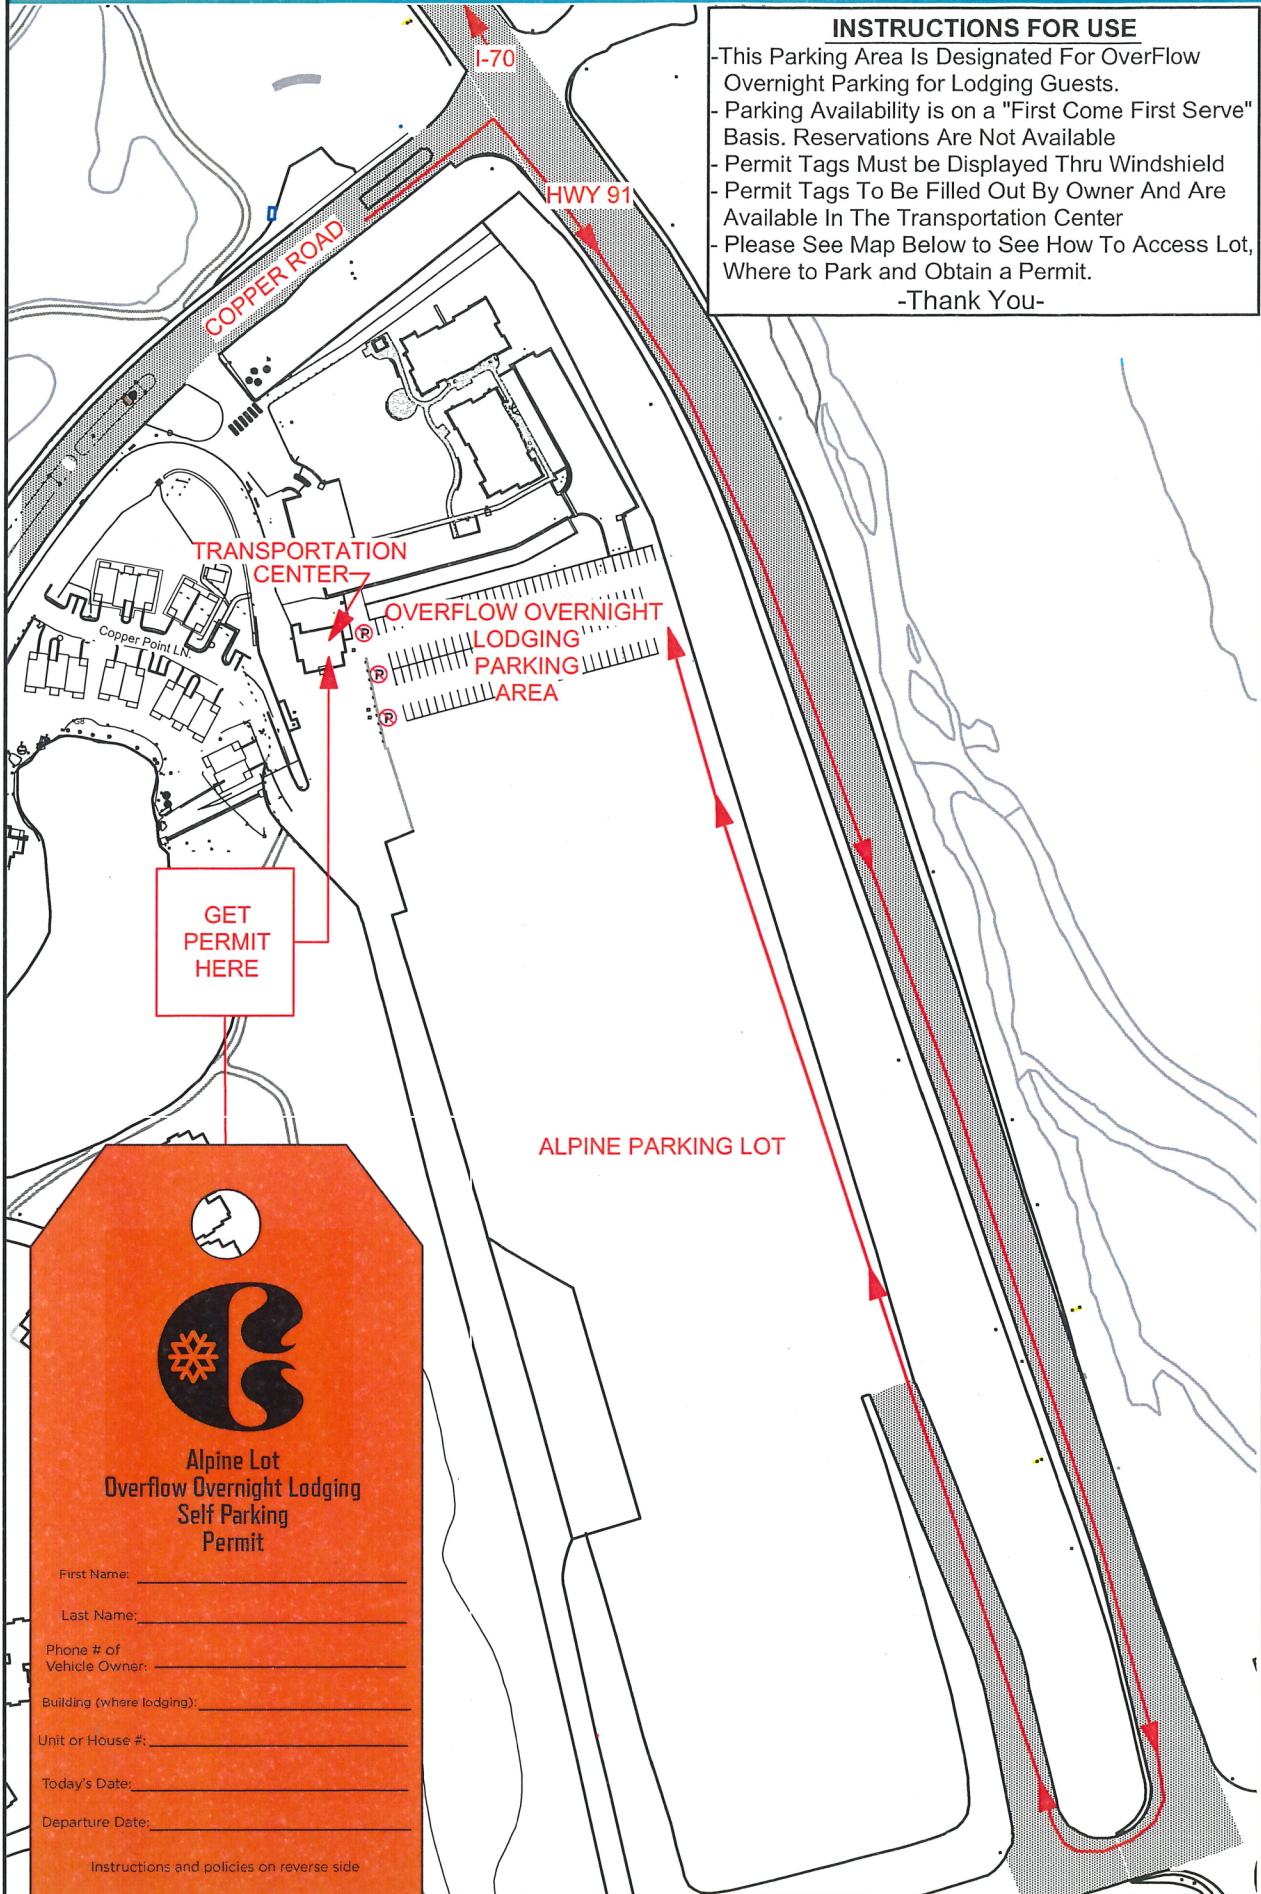 INSTRUCTIONS FOR USE
-This Parking Area Is Designated For OverFlow
Overnight Parking for Lodging Guests.
- Parking Availability is on a "First Come First Serve"
Basis. Reservations Are Not Available
- Permit Tags Must be Displayed Thru Windshield
- Permit Tags To Be Filled Out By Owner And Are
Available In The Transportation Center
- Please See Map Below to See How To Access Lot,
Where to Park and Obtain a Permit.
-Thank You-
I-70
HWY 91
COPPER ROAD
TRANSPORTATION
CENTER
OVERFLOW OVERNIGHT
LODGING
PARKING
AREA
R
R
R
Copper Point LN.
GET
PERMIT
HERE
ALPINE PARKING LOT
Alpine Lot
Overflow Overnight Lodging
Self Parking
Permit
First Name:
Last Name:
Phone # of
Vehicle Owner:
Building (where lodging):
Unit or House #:
Today's Date:
Departure Date:
Instructions and policies on reverse side